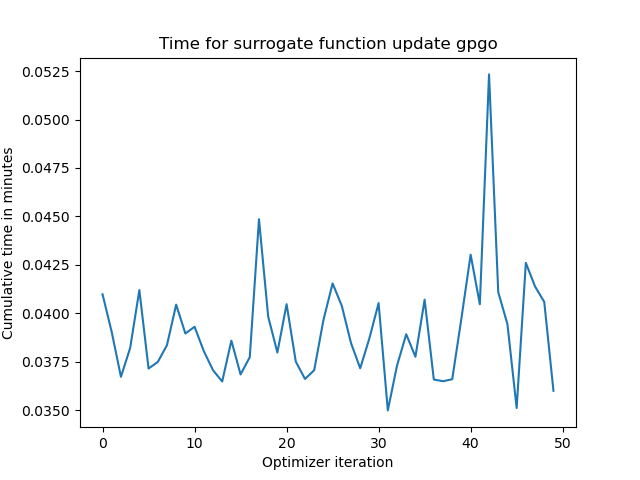 Time for surrogate function update gpgo
Cumulative time in minutes
0.0525
0.0500
0.0475
0.0450
0.0425
0.0400
0.0375
0.0350
0 10 20 30 40 50
Optimizer iteration